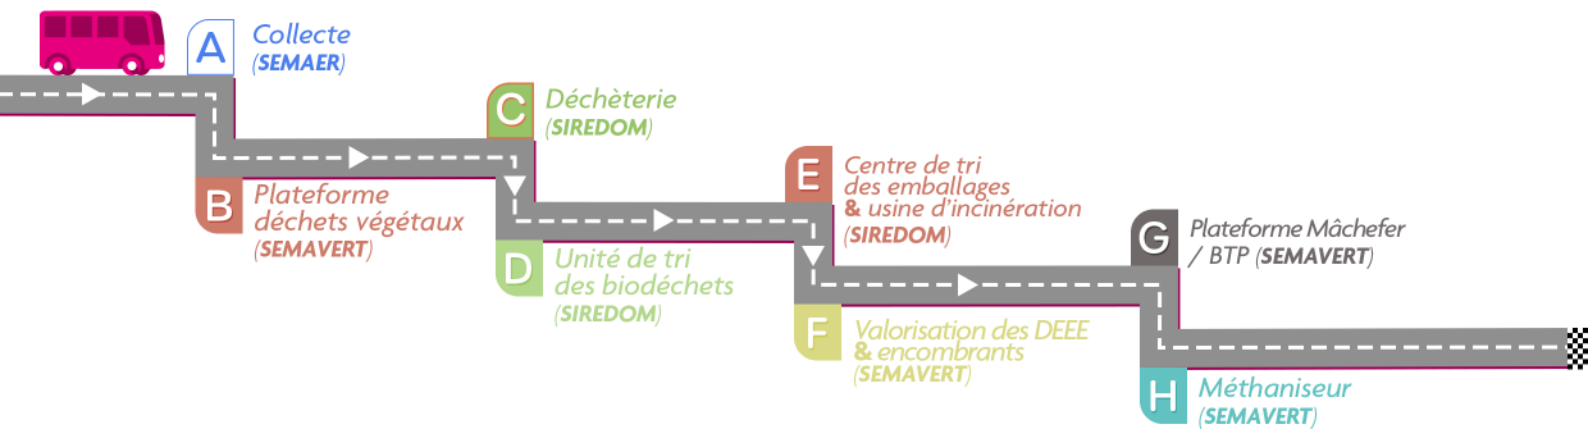 A
Collecte
(SEMAER)
B
Plateforme
déchets végétaux
(SEMAVERT)
C
Déchèterie
(SIREDOM)
D
Unité de tri
des biodéchets
(SIREDOM)
E
Centre de tri
des emballages
& usine d'incinération
(SIREDOM)
F
Valorisation des DEEE
& encombrants
(SEMAVERT)
G
Plateforme Mâchefer
/ BTP (SEMAVERT)
H
Méthaniseur
(SEMAVERT)